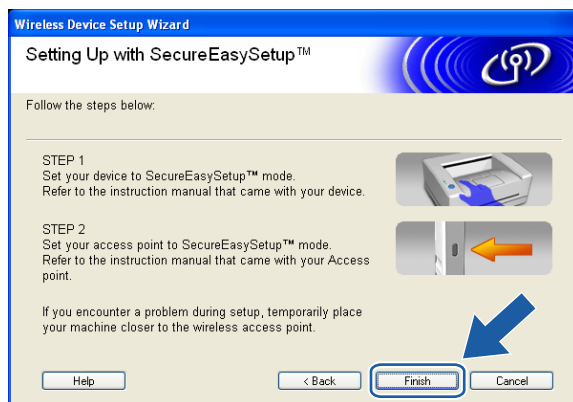 Wireless Device Setup Wizard
Setting Up with SecureEasySetup™
Follow the steps below:
STEP 1
Set your device to SecureEasySetup™ mode.
Refer to the instruction manual that came with your device.
STEP 2
Set your access point to SecureEasySetup™ mode.
Refer to the instruction manual that came with your Access
point.
If you encounter a problem during setup, temporarily place
your machine closer to the wireless access point.
Help
< Back
Finish
Cancel